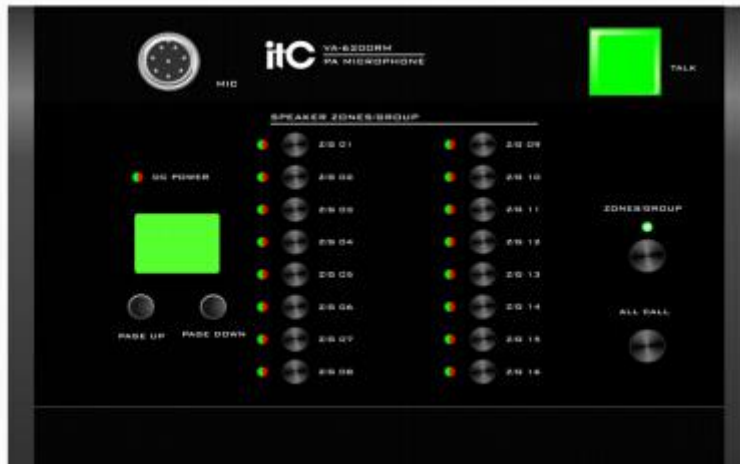 itC VA-6200RM
PA MICROPHONE
MIC
TALK
SPEAKER ZONES/GROUP
DC POWER
PAGE UP
PAGE DOWN
Z/G 01
Z/G 02
Z/G 03
Z/G 04
Z/G 05
Z/G 06
Z/G 07
Z/G 08
Z/G 09
Z/G 10
Z/G 11
Z/G 12
Z/G 13
Z/G 14
Z/G 15
Z/G 16
ZONES/GROUP
ALL CALL